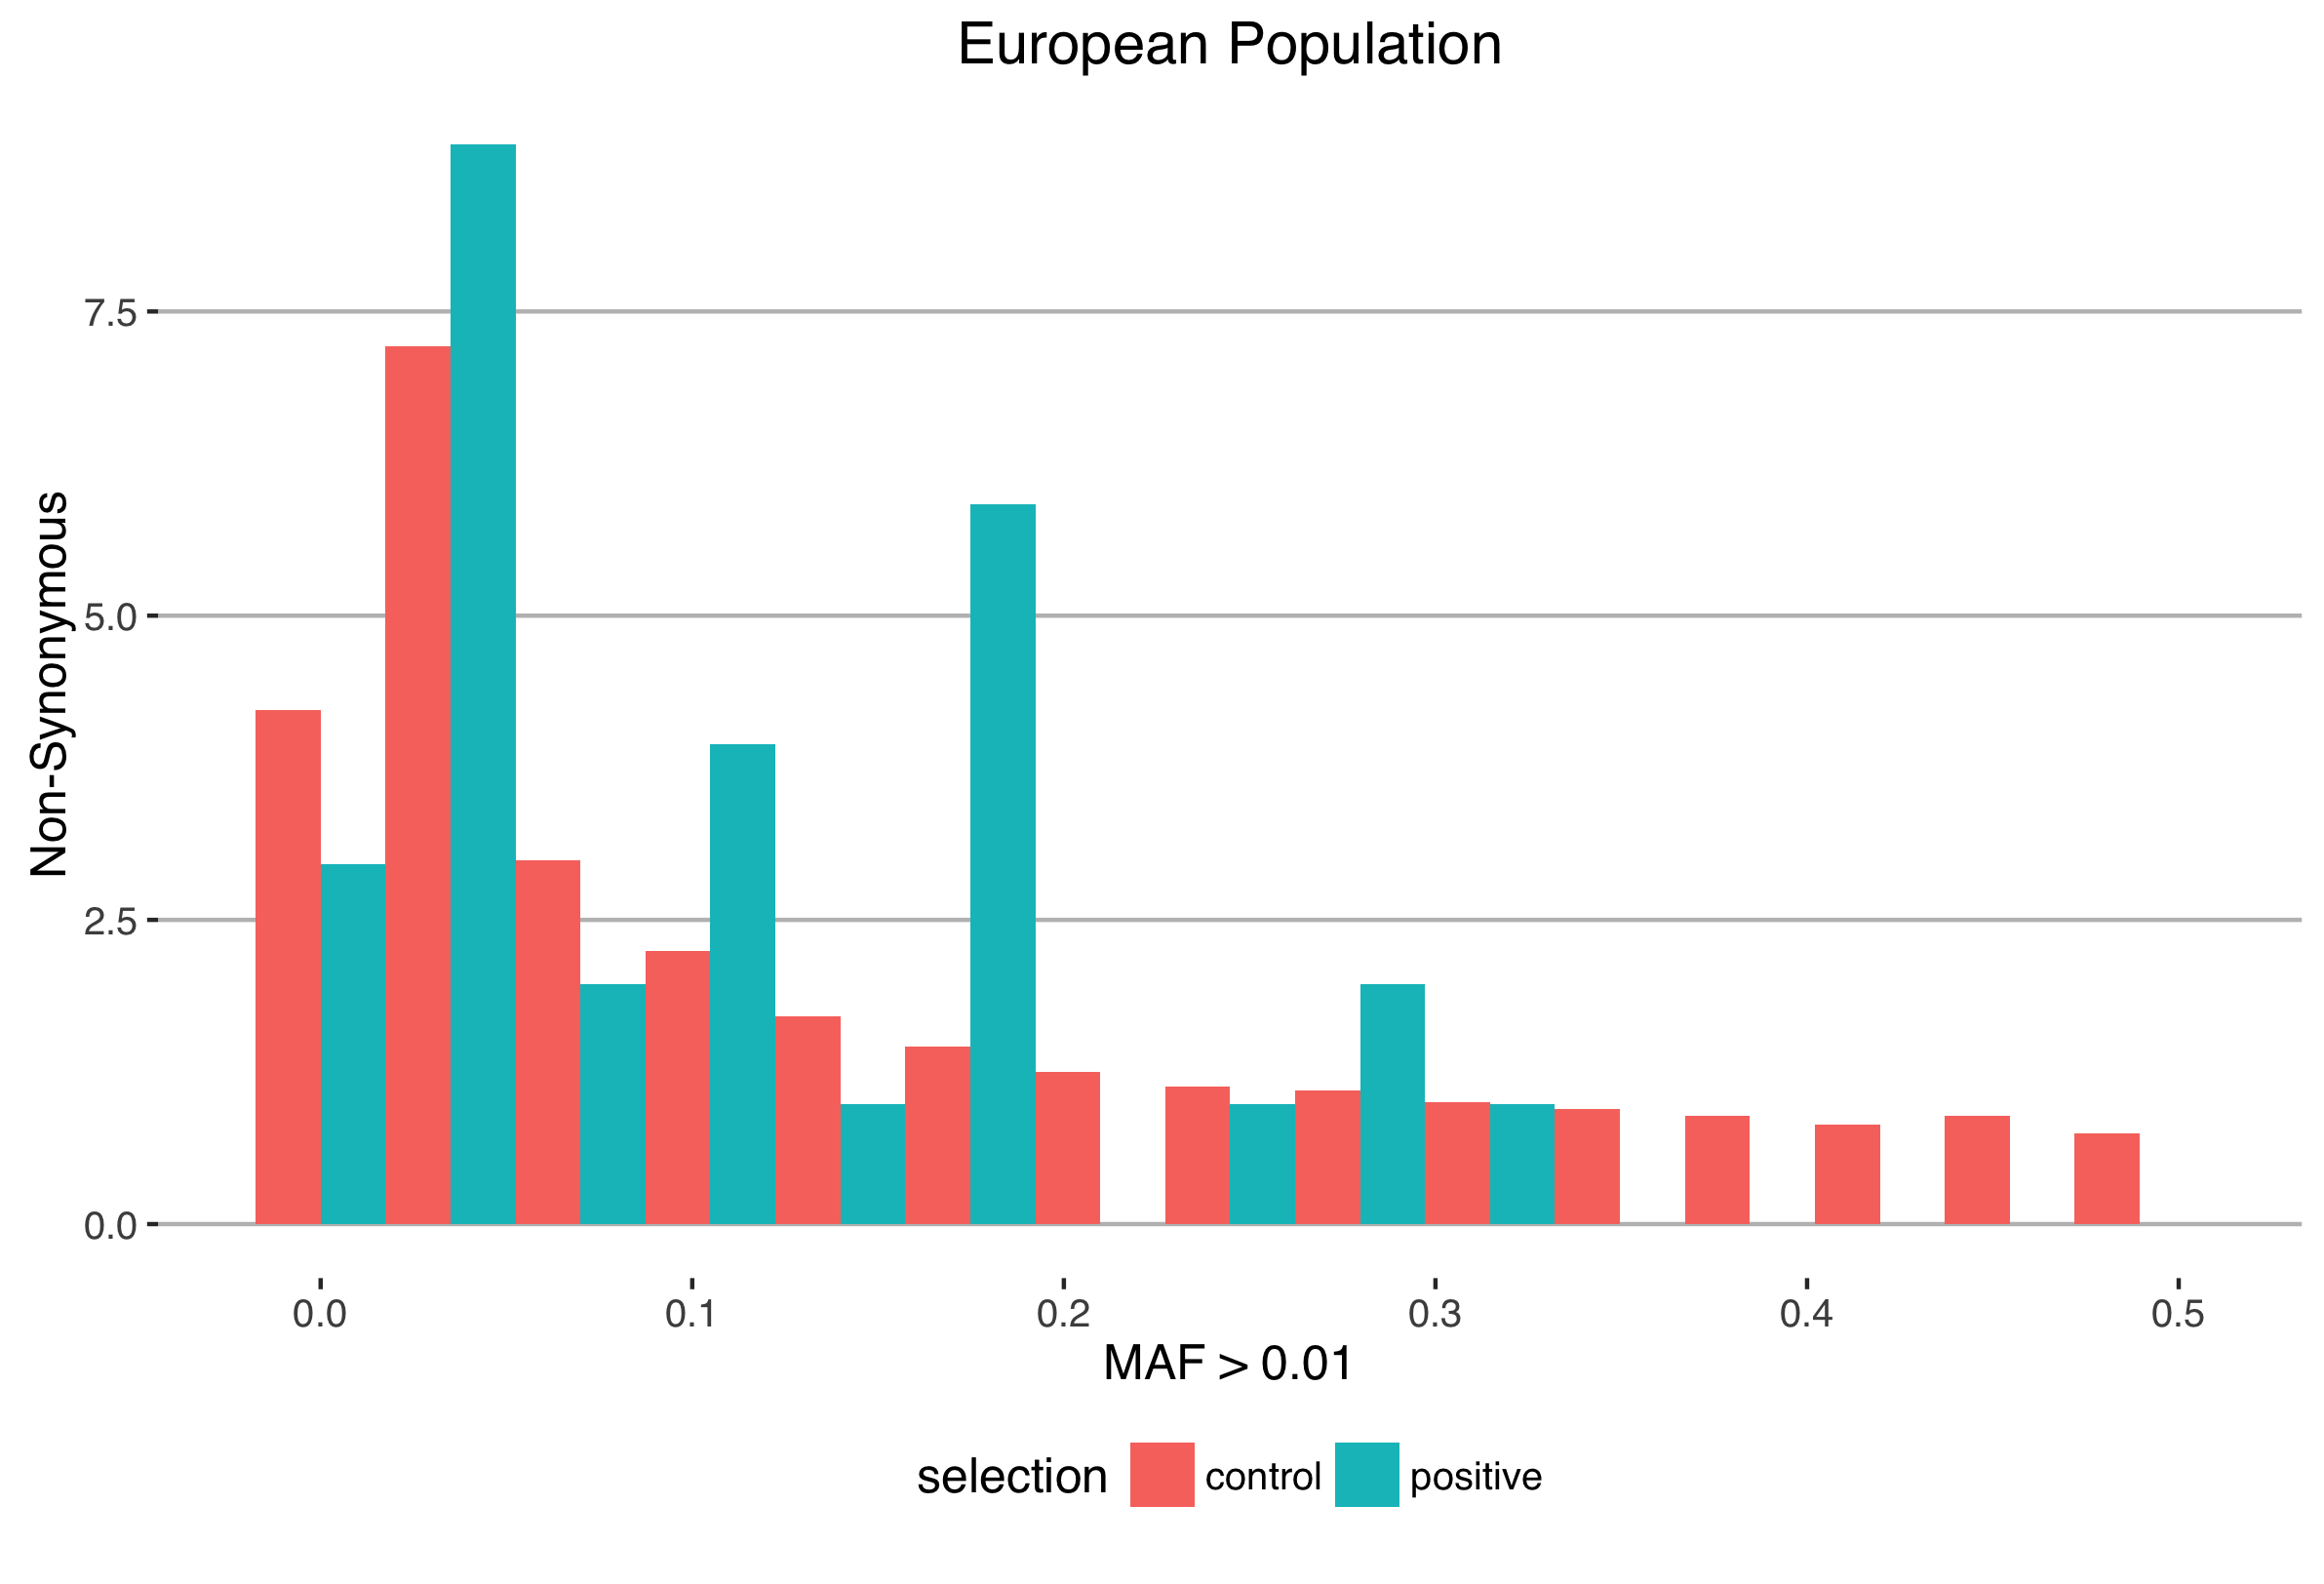 European Population
Non-Synonymous
7.5
5.0
2.5
0.0
0.0 0.1 0.2 0.3 0.4 0.5
MAF > 0.01
selection control positive